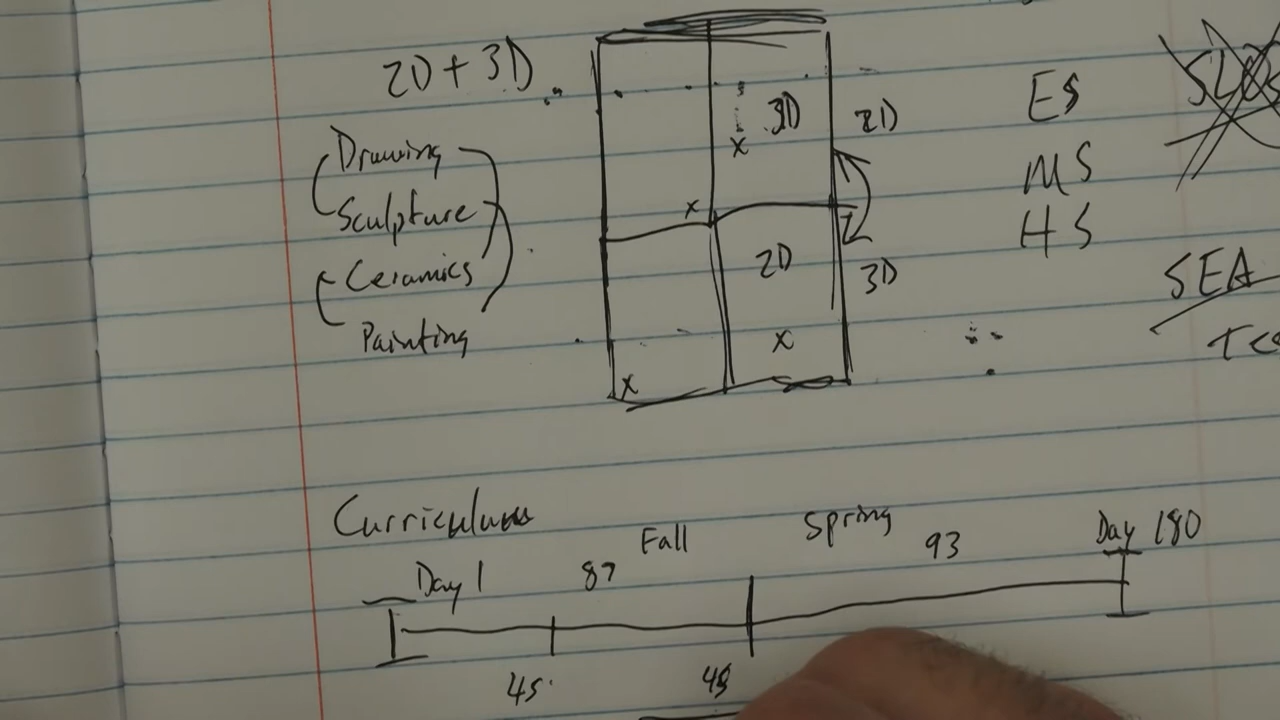 2D + 3D
Drawing
Sculpture
Ceramics
Painting
3D
x
x
2D
x
x
2D
3D
ES
MS
HS
SLOs
SEA
Curriculum
Fall
Spring
Day 1
87
93
Day 180
45